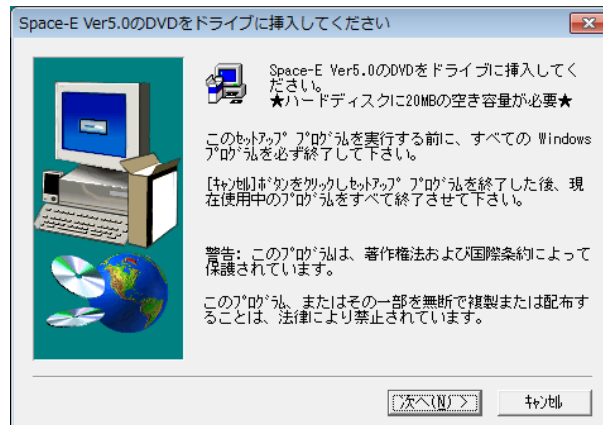 Space-E Ver5.0のDVDをドライブに挿入してください
Space-E Ver5.0のDVDをドライブに挿入してく
ださい。
★ハードディスクに20MBの空き容量が必要★
このｾｯﾄｱｯﾌﾟ ﾌﾟﾛｸﾞﾗﾑを実行する前に、すべての Windows
ﾌﾟﾛｸﾞﾗﾑを必ず終了して下さい。
[ｷｬﾝｾﾙ]ﾎﾞﾀﾝをｸﾘｯｸしｾｯﾄｱｯﾌﾟ ﾌﾟﾛｸﾞﾗﾑを終了した後、現
在使用中のﾌﾟﾛｸﾞﾗﾑをすべて終了させて下さい。
警告: このﾌﾟﾛｸﾞﾗﾑは、著作権法および国際条約によって
保護されています。
このﾌﾟﾛｸﾞﾗﾑ、またはその一部を無断で複製または配布す
ることは、法律により禁止されています。
次へ(N) > ｷｬﾝｾﾙ